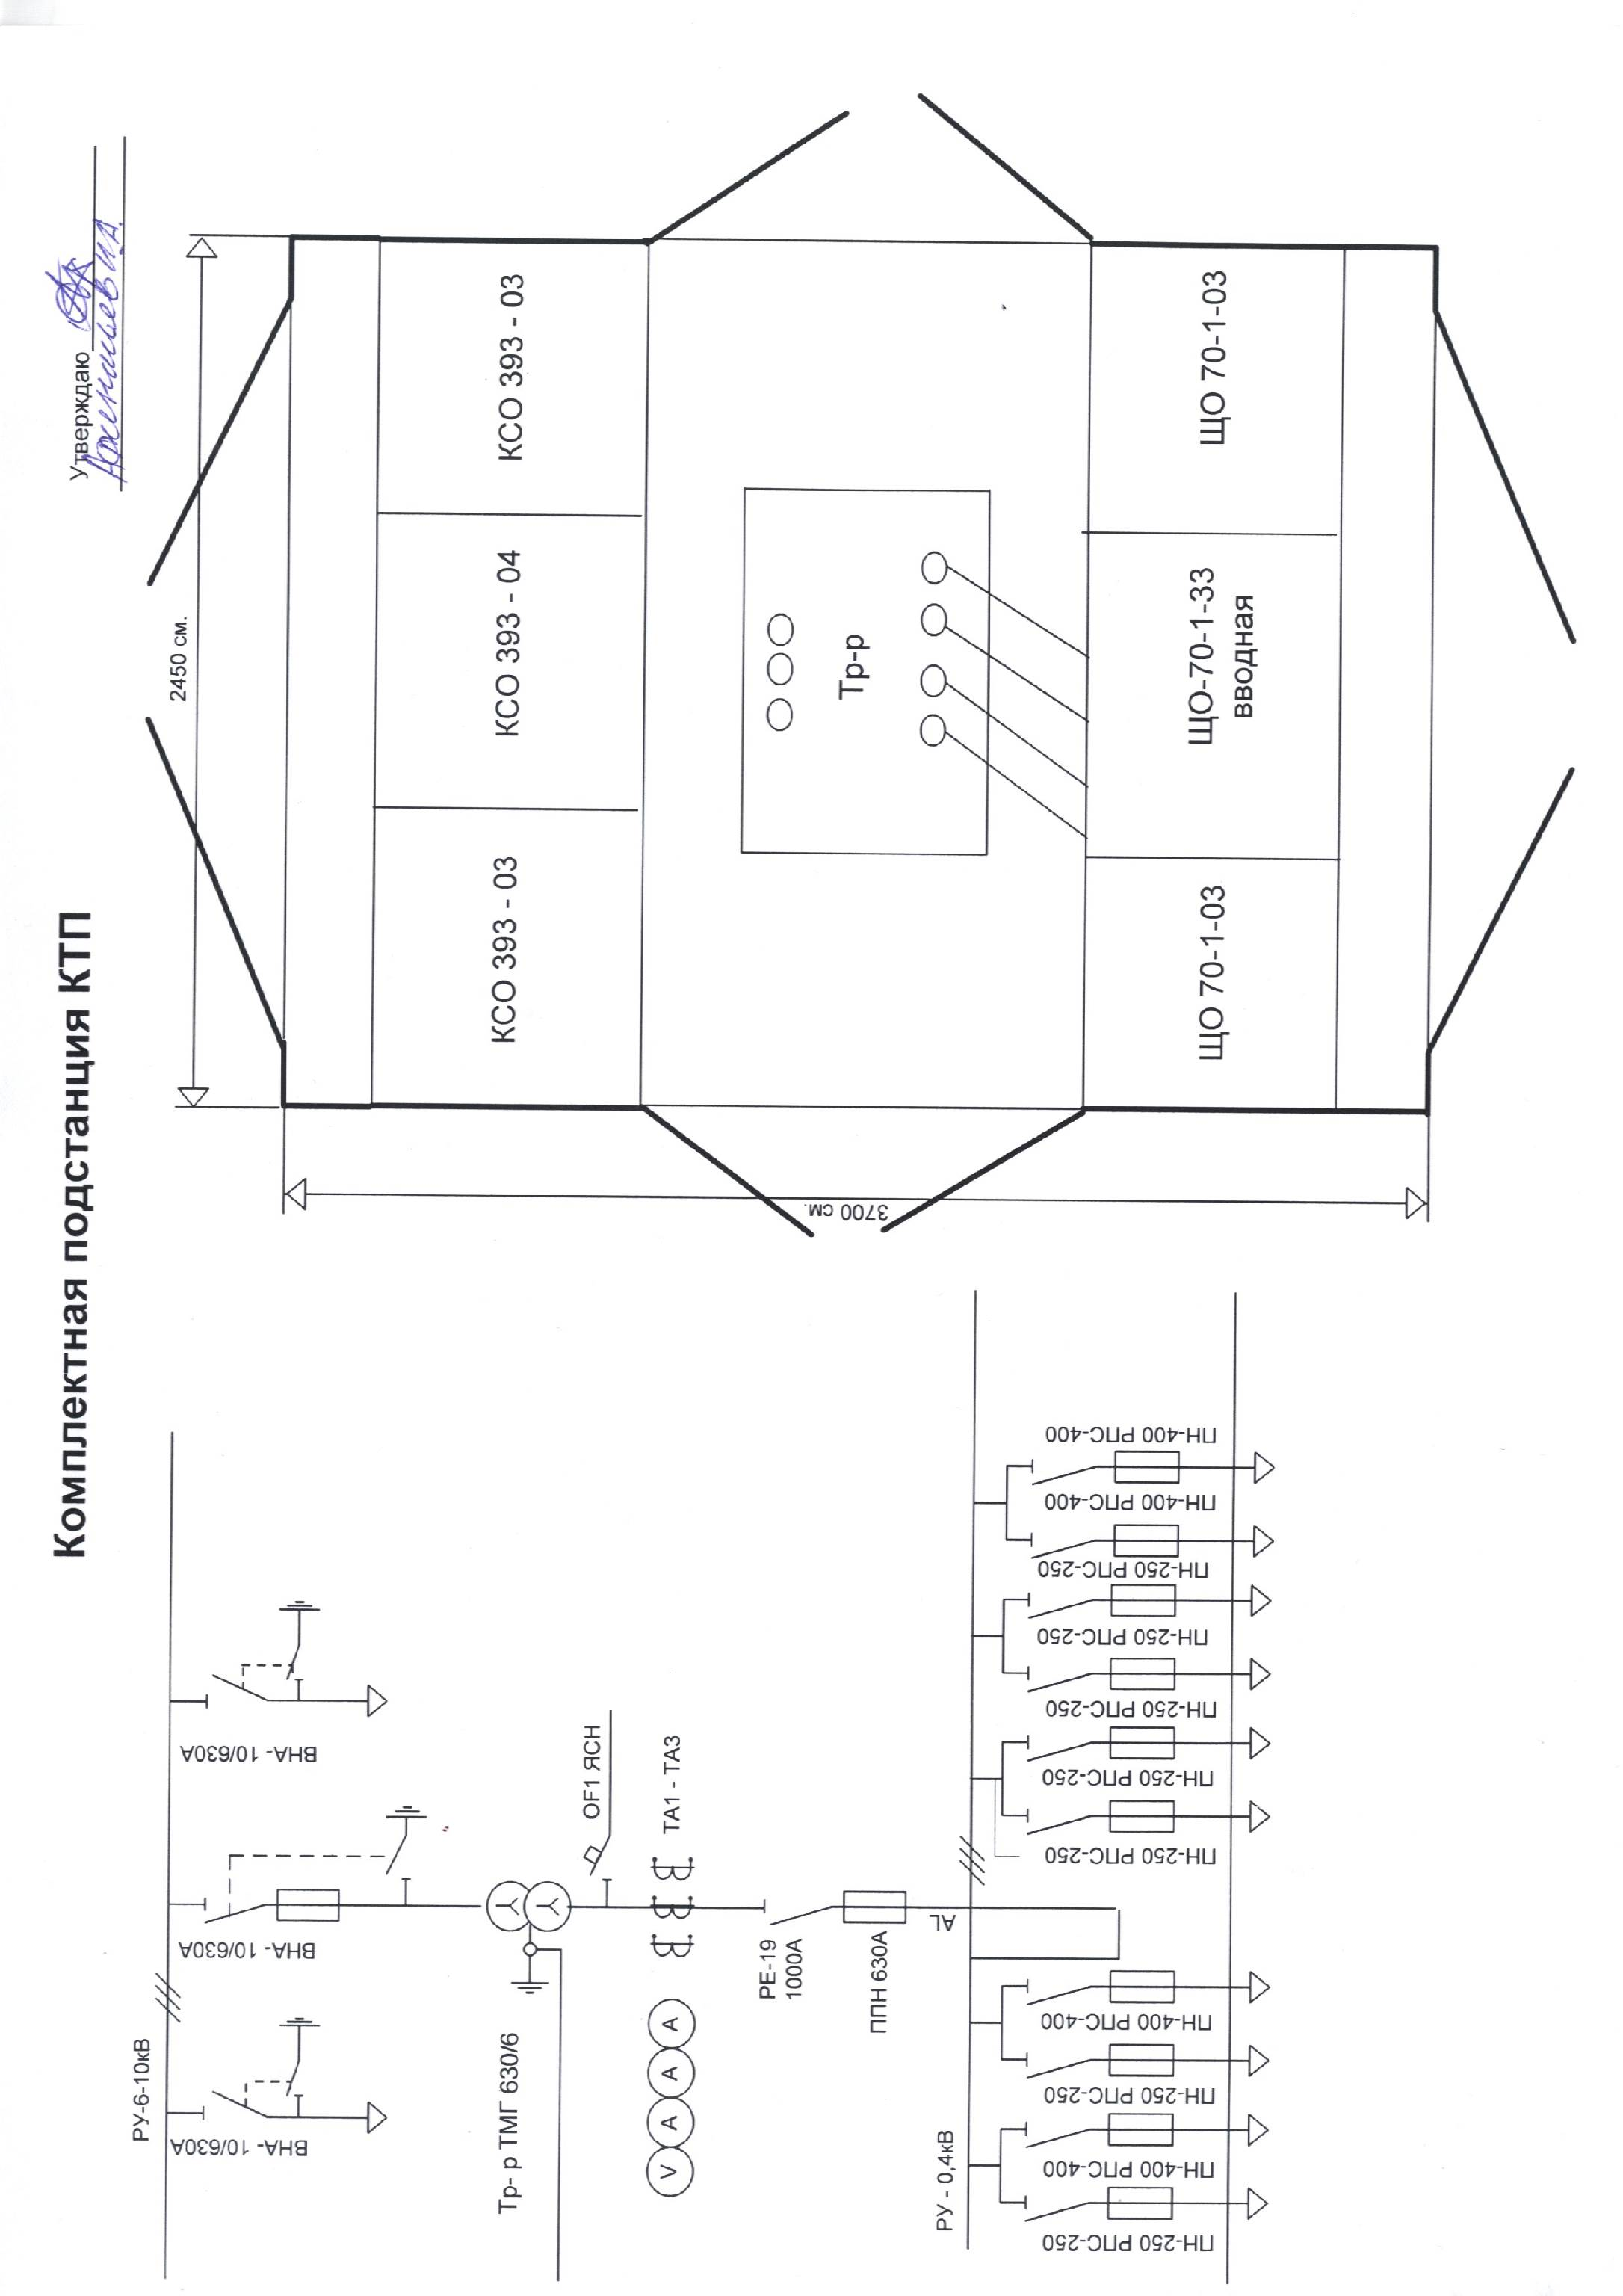 Комплектная подстанция КТП
Утверждаю
РУ-6-10кВ
ВНА- 10/630А
ВНА- 10/630А
ВНА- 10/630А
Тр- р ТМГ 630/6
OF1 ЯСН
V A A A
ТА1 - ТА3
РЕ-19
1000А
ППН 630А
AL
РУ - 0,4кВ
ПН-250 РПС-250
ПН-400 РПС-400
ПН-250 РПС-250
ПН-400 РПС-400
ПН-250 РПС-250
ПН-250 РПС-250
ПН-250 РПС-250
ПН-250 РПС-250
ПН-250 РПС-250
ПН-400 РПС-400
ПН-400 РПС-400
2450 см.
3700 см.
КСО 393 - 03
КСО 393 - 04
КСО 393 - 03
Тр-р
ЩО 70-1-03
ЩО-70-1-33
вводная
ЩО 70-1-03